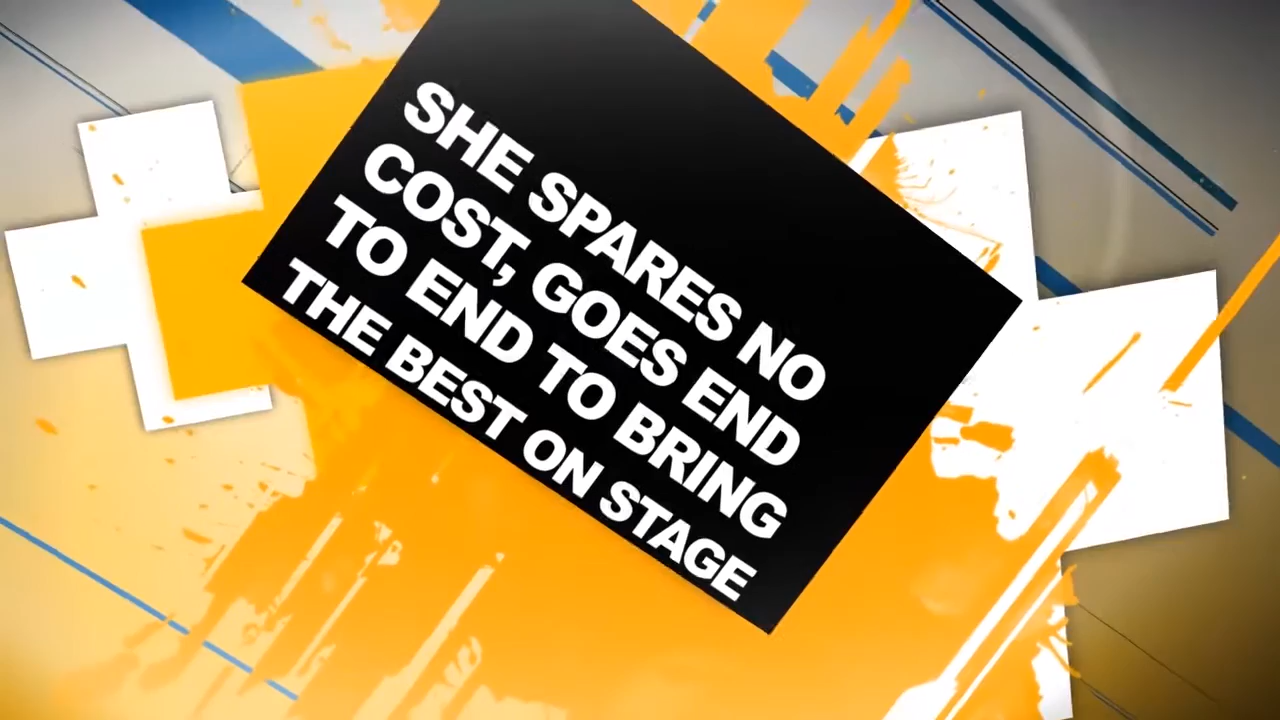 SHE SPARES NO
COST, GOES END
TO END TO BRING
THE BEST ON STAGE